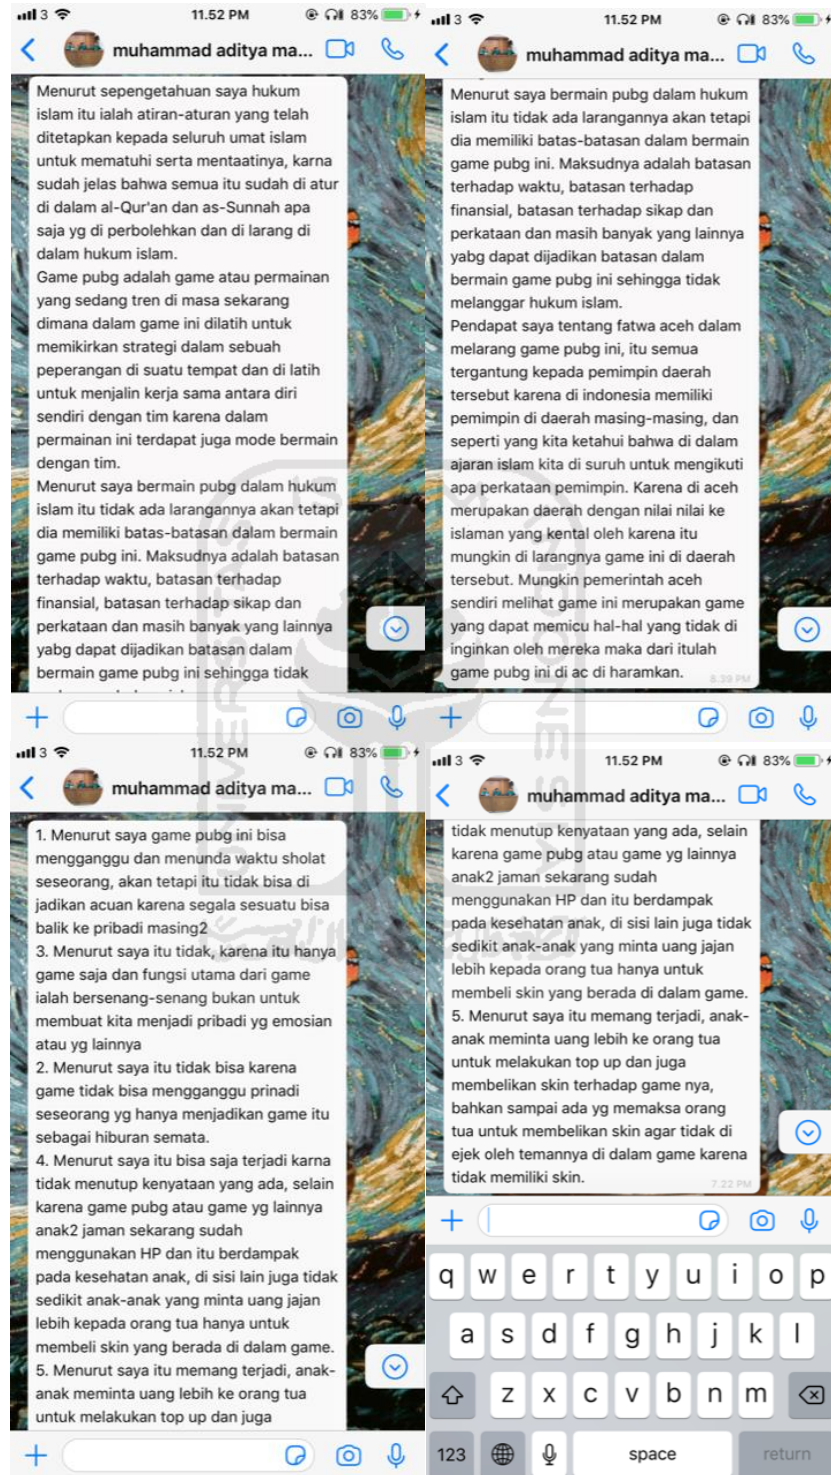 3
11.52 PM
83%
muhammad aditya ma...
Menurut sepengetahuan saya hukum
islam itu ialah atiran-aturan yang telah
ditetapkan kepada seluruh umat islam
untuk mematuhi serta mentaatinya, karna
sudah jelas bahwa semua itu sudah di atur
di dalam al-Qur'an dan as-Sunnah apa
saja yg di perbolehkan dan di larang di
dalam hukum islam.
Game pubg adalah game atau permainan
yang sedang tren di masa sekarang
dimana dalam game ini dilatih untuk
memikirkan strategi dalam sebuah
peperangan di suatu tempat dan di latih
untuk menjalin kerja sama antara diri
sendiri dengan tim karena dalam
permainan ini terdapat juga mode bermain
dengan tim.
Menurut saya bermain pubg dalam hukum
islam itu tidak ada larangannya akan tetapi
dia memiliki batas-batasan dalam bermain
game pubg ini. Maksudnya adalah batasan
terhadap waktu, batasan terhadap
finansial, batasan terhadap sikap dan
perkataan dan masih banyak yang lainnya
yabg dapat dijadikan batasan dalam
bermain game pubg ini sehingga tidak
3
11.52 PM
83%
muhammad aditya ma...
Menurut saya bermain pubg dalam hukum
islam itu tidak ada larangannya akan tetapi
dia memiliki batas-batasan dalam bermain
game pubg ini. Maksudnya adalah batasan
terhadap waktu, batasan terhadap
finansial, batasan terhadap sikap dan
perkataan dan masih banyak yang lainnya
yabg dapat dijadikan batasan dalam
bermain game pubg ini sehingga tidak
melanggar hukum islam.
Pendapat saya tentang fatwa aceh dalam
melarang game pubg ini, itu semua
tergantung kepada pemimpin daerah
tersebut karena di indonesia memiliki
pemimpin di daerah masing-masing, dan
seperti yang kita ketahui bahwa di dalam
ajaran islam kita di suruh untuk mengikuti
apa perkataan pemimpin. Karena di aceh
merupakan daerah dengan nilai nilai ke
islaman yang kental oleh karena itu
mungkin di larangnya game ini di daerah
tersebut. Mungkin pemerintah aceh
sendiri melihat game ini merupakan game
yang dapat memicu hal-hal yang tidak di
inginkan oleh mereka maka dari itulah
game pubg ini di ac di haramkan.
8.39 PM
3
11.52 PM
83%
muhammad aditya ma...
1. Menurut saya game pubg ini bisa
mengganggu dan menunda waktu sholat
seseorang, akan tetapi itu tidak bisa di
jadikan acuan karena segala sesuatu bisa
balik ke pribadi masing2
3. Menurut saya itu tidak, karena itu hanya
game saja dan fungsi utama dari game
ialah bersenang-senang bukan untuk
membuat kita menjadi pribadi yg emosian
atau yg lainnya
2. Menurut saya itu tidak bisa karena
game tidak bisa mengganggu prinadi
seseorang yg hanya menjadikan game itu
sebagai hiburan semata.
4. Menurut saya itu bisa saja terjadi karna
tidak menutup kenyataan yang ada, selain
karena game pubg atau game yg lainnya
anak2 jaman sekarang sudah
menggunakan HP dan itu berdampak
pada kesehatan anak, di sisi lain juga tidak
sedikit anak-anak yang minta uang jajan
lebih kepada orang tua hanya untuk
membeli skin yang berada di dalam game.
5. Menurut saya itu memang terjadi, anak-
anak meminta uang lebih ke orang tua
untuk melakukan top up dan juga
3
11.52 PM
83%
muhammad aditya ma...
tidak menutup kenyataan yang ada, selain
karena game pubg atau game yg lainnya
anak2 jaman sekarang sudah
menggunakan HP dan itu berdampak
pada kesehatan anak, di sisi lain juga tidak
sedikit anak-anak yang minta uang jajan
lebih kepada orang tua hanya untuk
membeli skin yang berada di dalam game.
5. Menurut saya itu memang terjadi, anak-
anak meminta uang lebih ke orang tua
untuk melakukan top up dan juga
membelikan skin terhadap game nya,
bahkan sampai ada yg memaksa orang
tua untuk membelikan skin agar tidak di
ejek oleh temannya di dalam game karena
tidak memiliki skin.
7.22 PM
q w e r t y u i o p
a s d f g h j k l
z x c v b n m
123 space return
UNIVERSITAS
ISLAM
INDONESIA